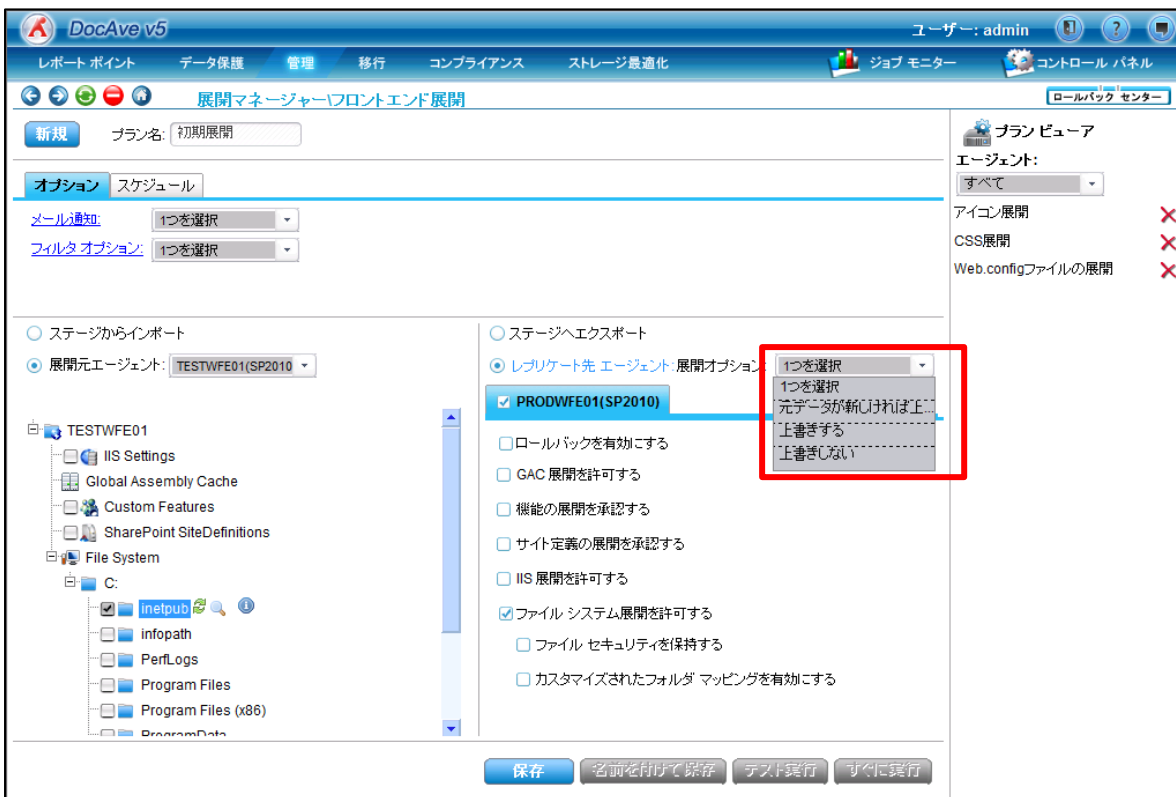 DocAve v5
ユーザー: admin
レポート ポイント
データ保護
管理
移行
コンプライアンス
ストレージ最適化
ジョブ モニター
コントロール パネル
展開マネージャー\フロントエンド展開
ロールバック センター
新規
プラン名: 初期展開
オプション
スケジュール
メール通知: 1つを選択
フィルタ オプション: 1つを選択
ステージからインポート
展開元エージェント: TESTWFE01(SP2010
TESTWFE01
IIS Settings
Global Assembly Cache
Custom Features
SharePoint SiteDefinitions
File System
C:
inetpub
infopath
PerfLogs
Program Files
Program Files (x86)
ProgramData
ステージへエクスポート
レプリケート先 エージェント: 展開オプション: 1つを選択
1つを選択
元データが新しければ上...
上書きする
上書きしない
PRODWFE01(SP2010)
ロールバックを有効にする
GAC 展開を許可する
機能の展開を承認する
サイト定義の展開を承認する
IIS 展開を許可する
ファイル システム展開を許可する
ファイル セキュリティを保持する
カスタマイズされたフォルダ マッピングを有効にする
保存
名前を付けて保存
テスト実行
すぐに実行
プラン ビューア
エージェント:
すべて
アイコン展開
CSS展開
Web.configファイルの展開